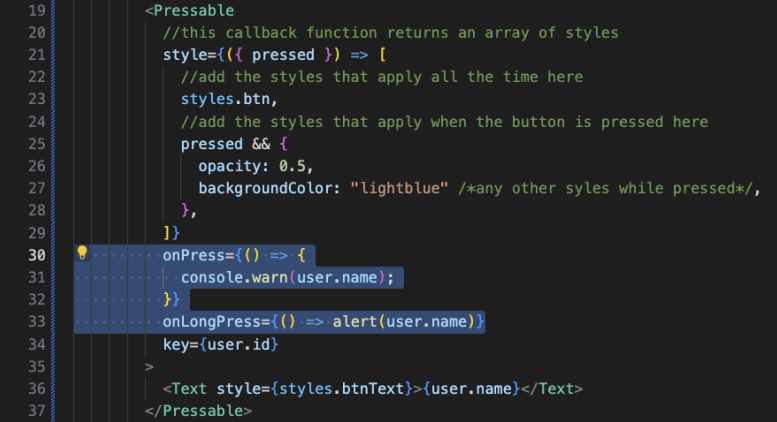 19 <Pressable
20 //this callback function returns an array of styles
21 style={({ pressed }) => [
22 //add the styles that apply all the time here
23 styles.btn,
24 //add the styles that apply when the button is pressed here
25 pressed && {
26 opacity: 0.5,
27 backgroundColor: "lightblue" /*any other syles while pressed*/,
28 },
29 ]}
30 onPress={() => {
31 console.warn(user.name);
32 }}
33 onLongPress={() => alert(user.name)}
34 key={user.id}
35 >
36 <Text style={styles.btnText}>{user.name}</Text>
37 </Pressable>